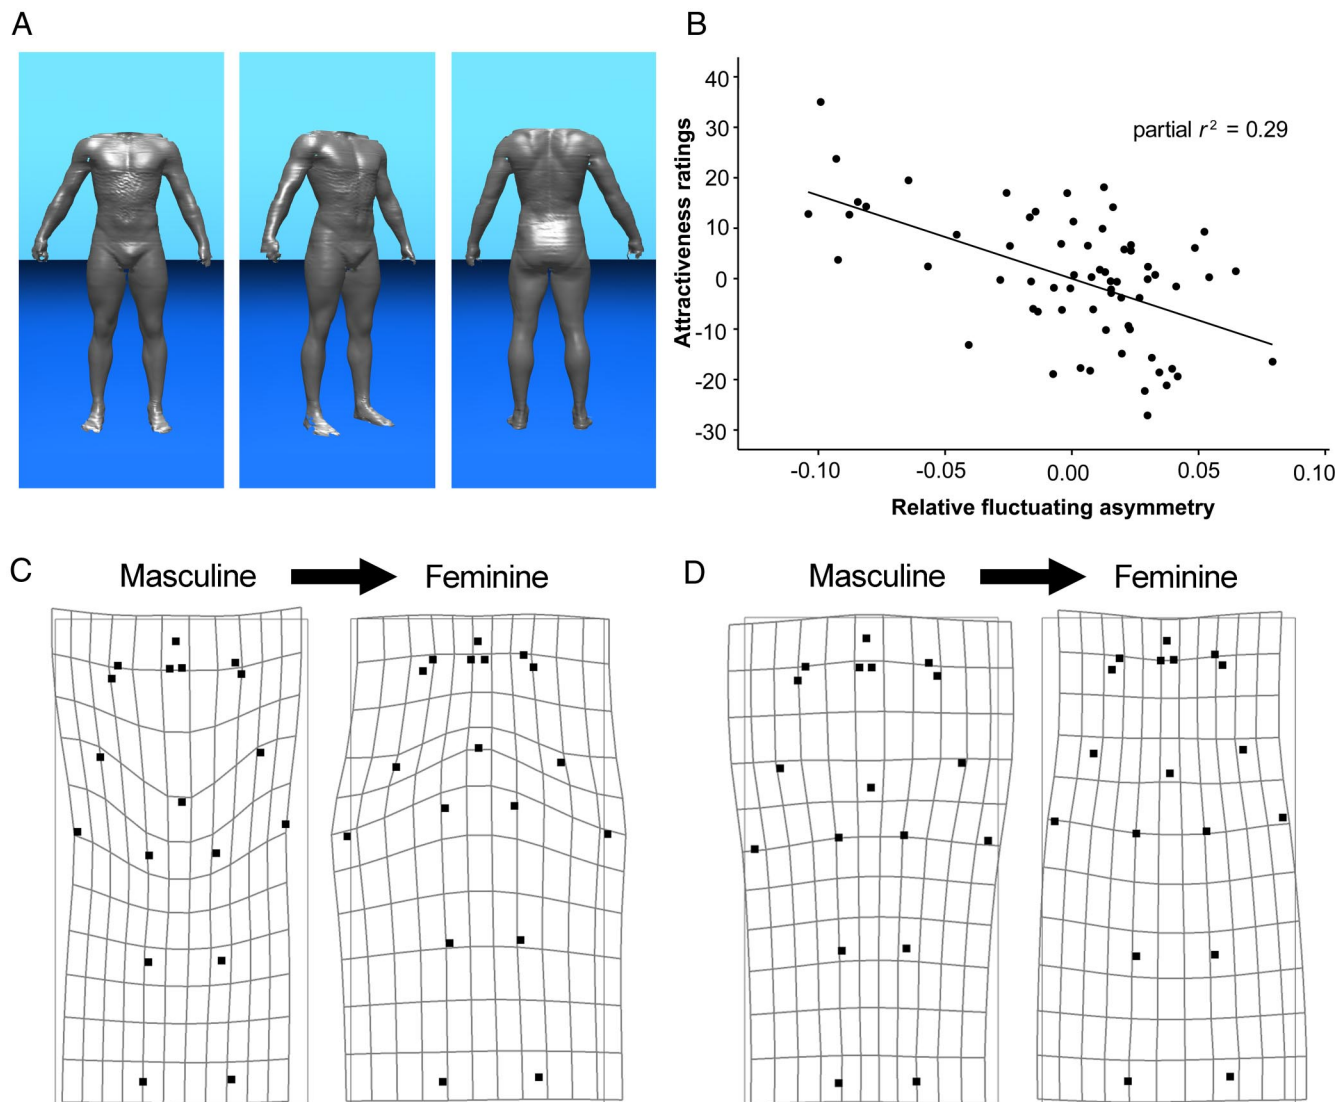 A
B
40
30
20
10
0
-10
-20
-30
Attractiveness ratings
partial r² = 0.29
-0.10 -0.05 0.00 0.05 0.10
Relative fluctuating asymmetry
C
Masculine Feminine
D
Masculine Feminine